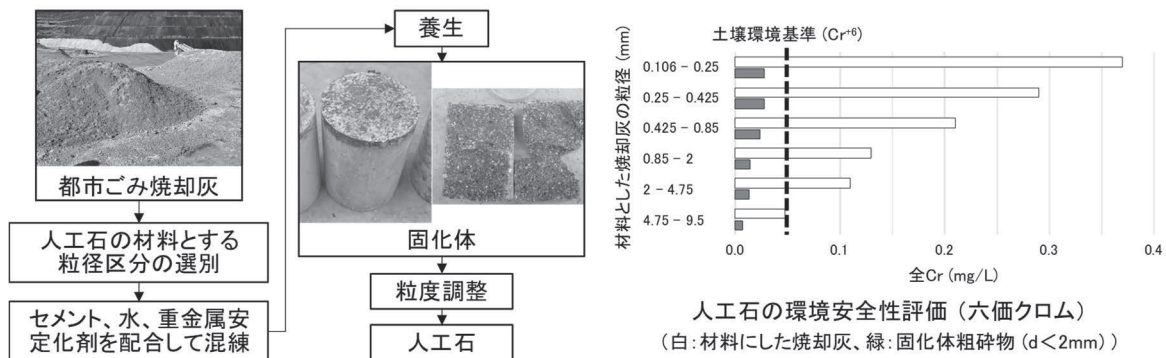 都市ごみ焼却灰
人工石の材料とする
粒径区分の選別
セメント、水、重金属安
定化剤を配合して混練
養生
固化体
粒度調整
人工石
土壌環境基準 (Cr⁺⁶)
材料とした焼却灰の粒径 (mm)
0.106 - 0.25
0.25 - 0.425
0.425 - 0.85
0.85 - 2
2 - 4.75
4.75 - 9.5
0.0 0.1 0.2 0.3 0.4
全Cr (mg/L)
人工石の環境安全性評価 (六価クロム)
(白:材料にした焼却灰、緑:固化体粗砕物 (d<2mm) )